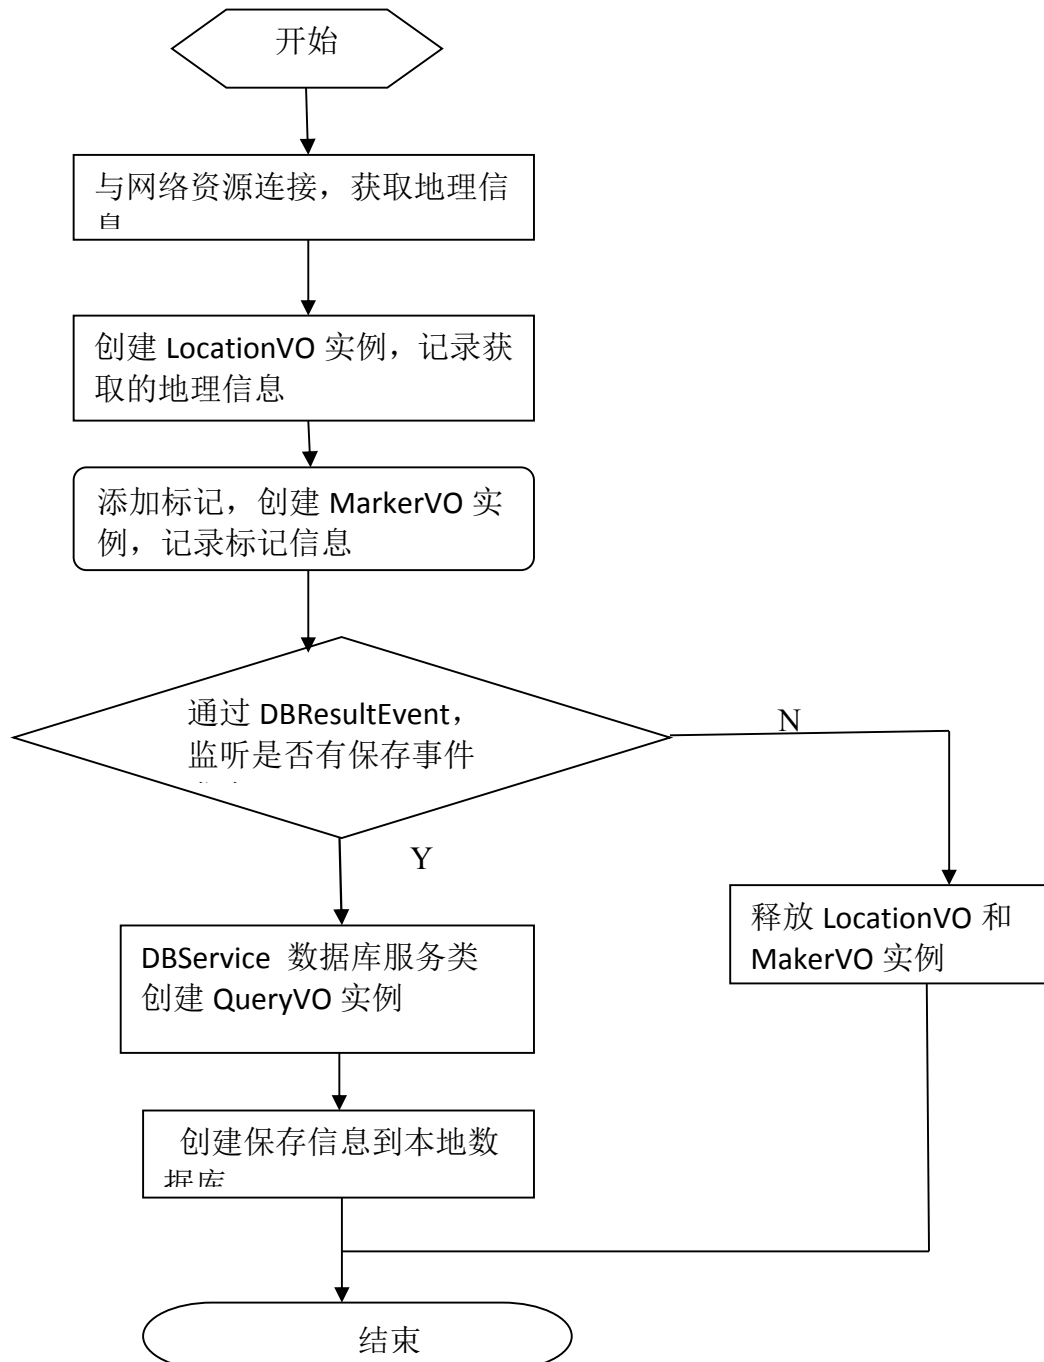 开始
与网络资源连接，获取地理信
息
创建 LocationVO 实例，记录获
取的地理信息
添加标记，创建 MarkerVO 实
例，记录标记信息
通过 DBResultEvent，
监听是否有保存事件
N
Y
释放 LocationVO 和
MakerVO 实例
DBService 数据库服务类
创建 QueryVO 实例
创建保存信息到本地数
据库
结束